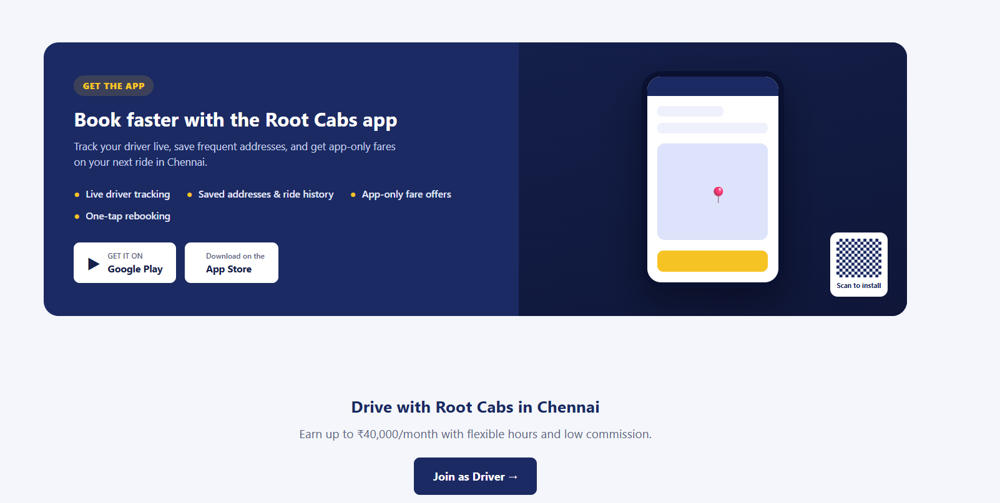 GET THE APP
Book faster with the Root Cabs app
Track your driver live, save frequent addresses, and get app-only fares
on your next ride in Chennai.
Live driver tracking
Saved addresses & ride history
App-only fare offers
One-tap rebooking
GET IT ON
Google Play
Download on the
App Store
Scan to install
Drive with Root Cabs in Chennai
Earn up to ₹40,000/month with flexible hours and low commission.
Join as Driver →